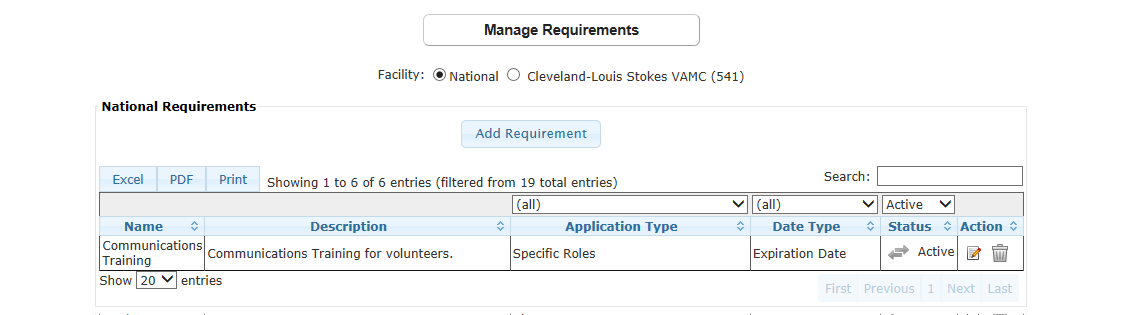 Manage Requirements
Facility: National Cleveland-Louis Stokes VAMC (541)
National Requirements
Add Requirement
Excel PDF Print Showing 1 to 6 of 6 entries (filtered from 19 total entries) Search:
(all) (all) Active
Name Description Application Type Date Type Status Action
Communications Training Communications Training for volunteers. Specific Roles Expiration Date Active
Show 20 entries
First Previous 1 Next Last